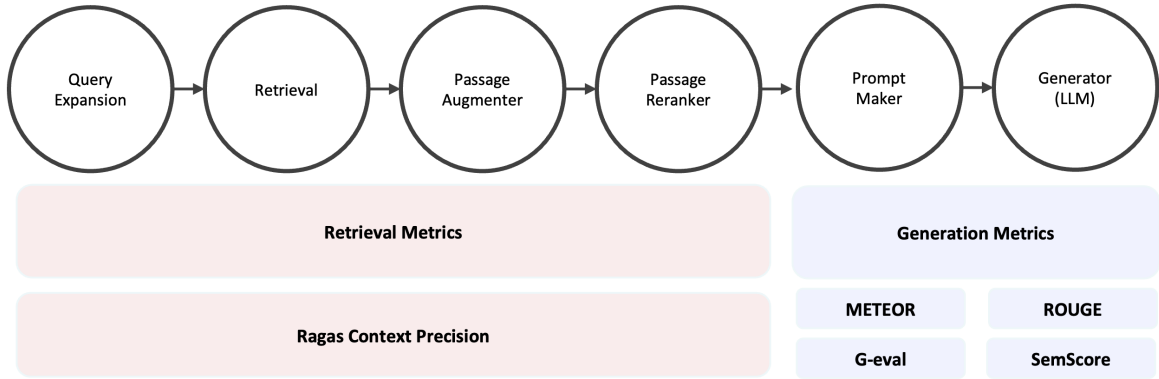 Query
Expansion
Retrieval
Passage
Augmenter
Passage
Reranker
Prompt
Maker
Generator
(LLM)
Retrieval Metrics
Generation Metrics
Ragas Context Precision
METEOR
ROUGE
G-eval
SemScore